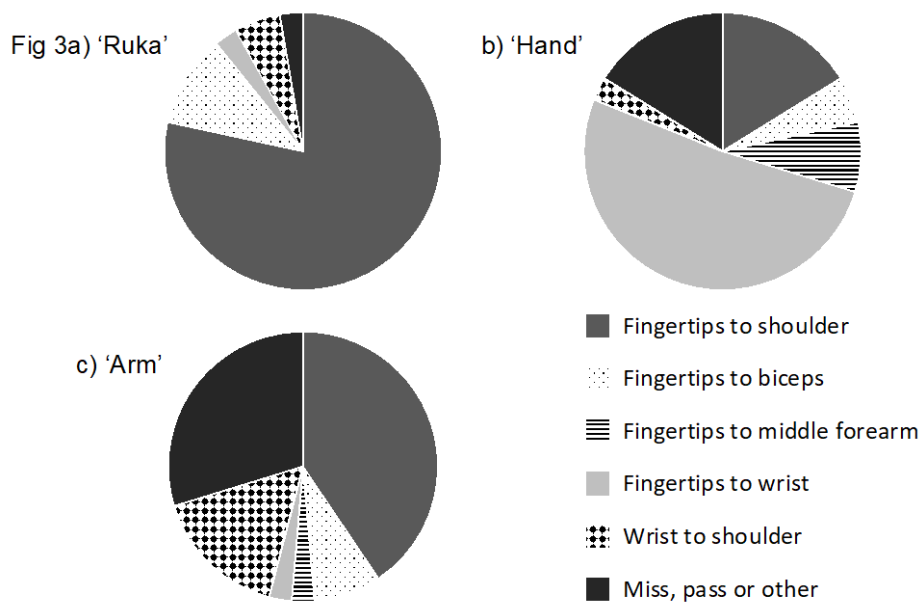 Fig 3a) ‘Ruka’
b) ‘Hand’
c) ‘Arm’
Fingertips to shoulder
Fingertips to biceps
Fingertips to middle forearm
Fingertips to wrist
Wrist to shoulder
Miss, pass or other